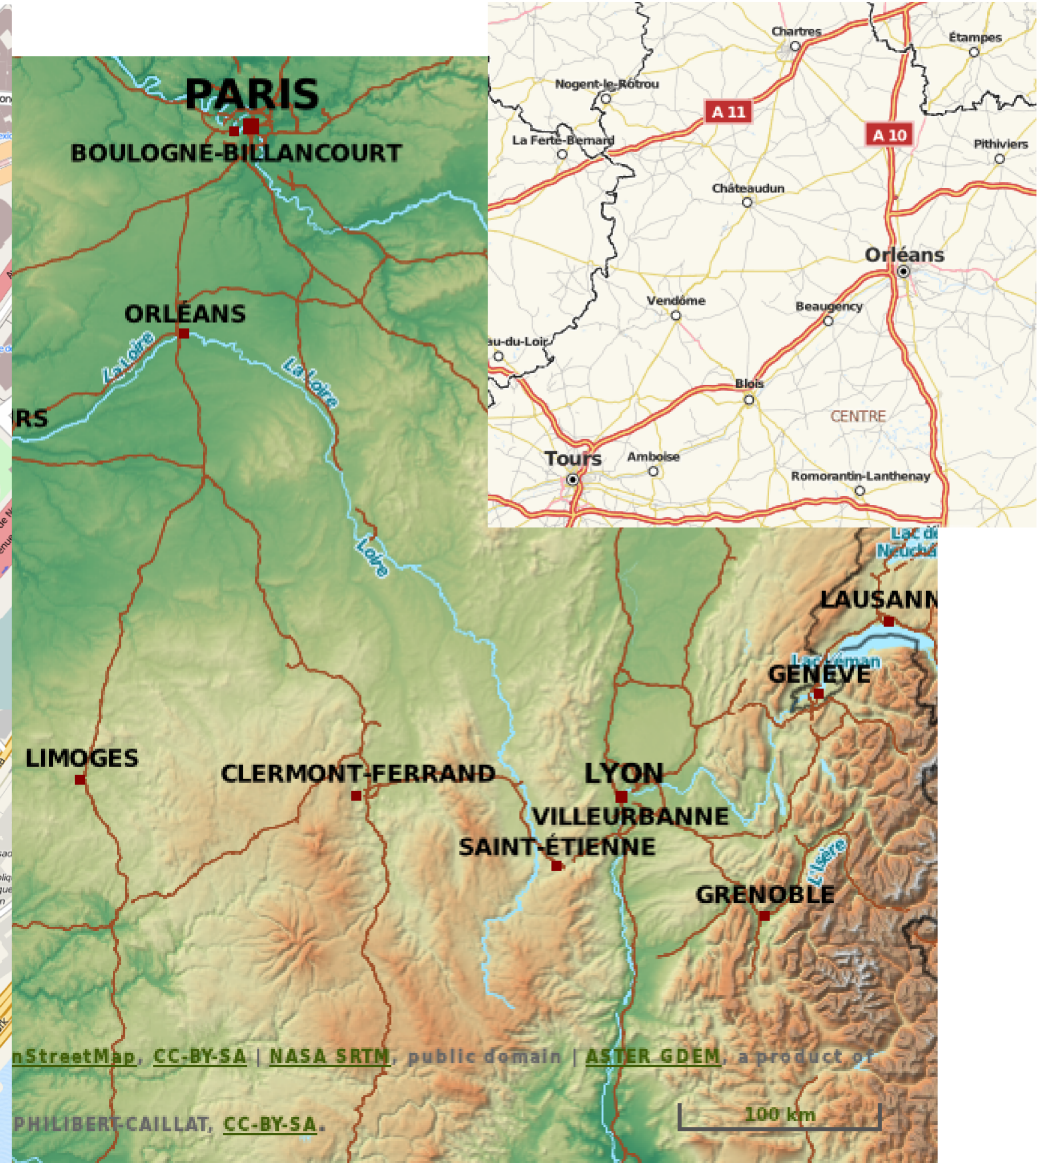 PARIS
BOULOGNE-BILLANCOURT
ORLÉANS
La Loire
La Loire
RS
Loire
LIMOGES
CLERMONT-FERRAND
LYON
VILLEURBANNE
SAINT-ÉTIENNE
GRENOBLE
L'Isère
LAUSANN
Lac Léman
GENÈVE
Lac de
Neuchâ
Chartres
Étampes
Nogent-le-Rotrou
A 11
A 10
La Ferté-Bernard
Pithiviers
Châteaudun
Orléans
Vendôme
Beaugency
au-du-Loir
Blois
CENTRE
Tours
Amboise
Romorantin-Lanthenay
nStreetMap, CC-BY-SA | NASA SRTM, public domain | ASTER GDEM, a product of
PHILIBERT-CAILLAT, CC-BY-SA.
100 km